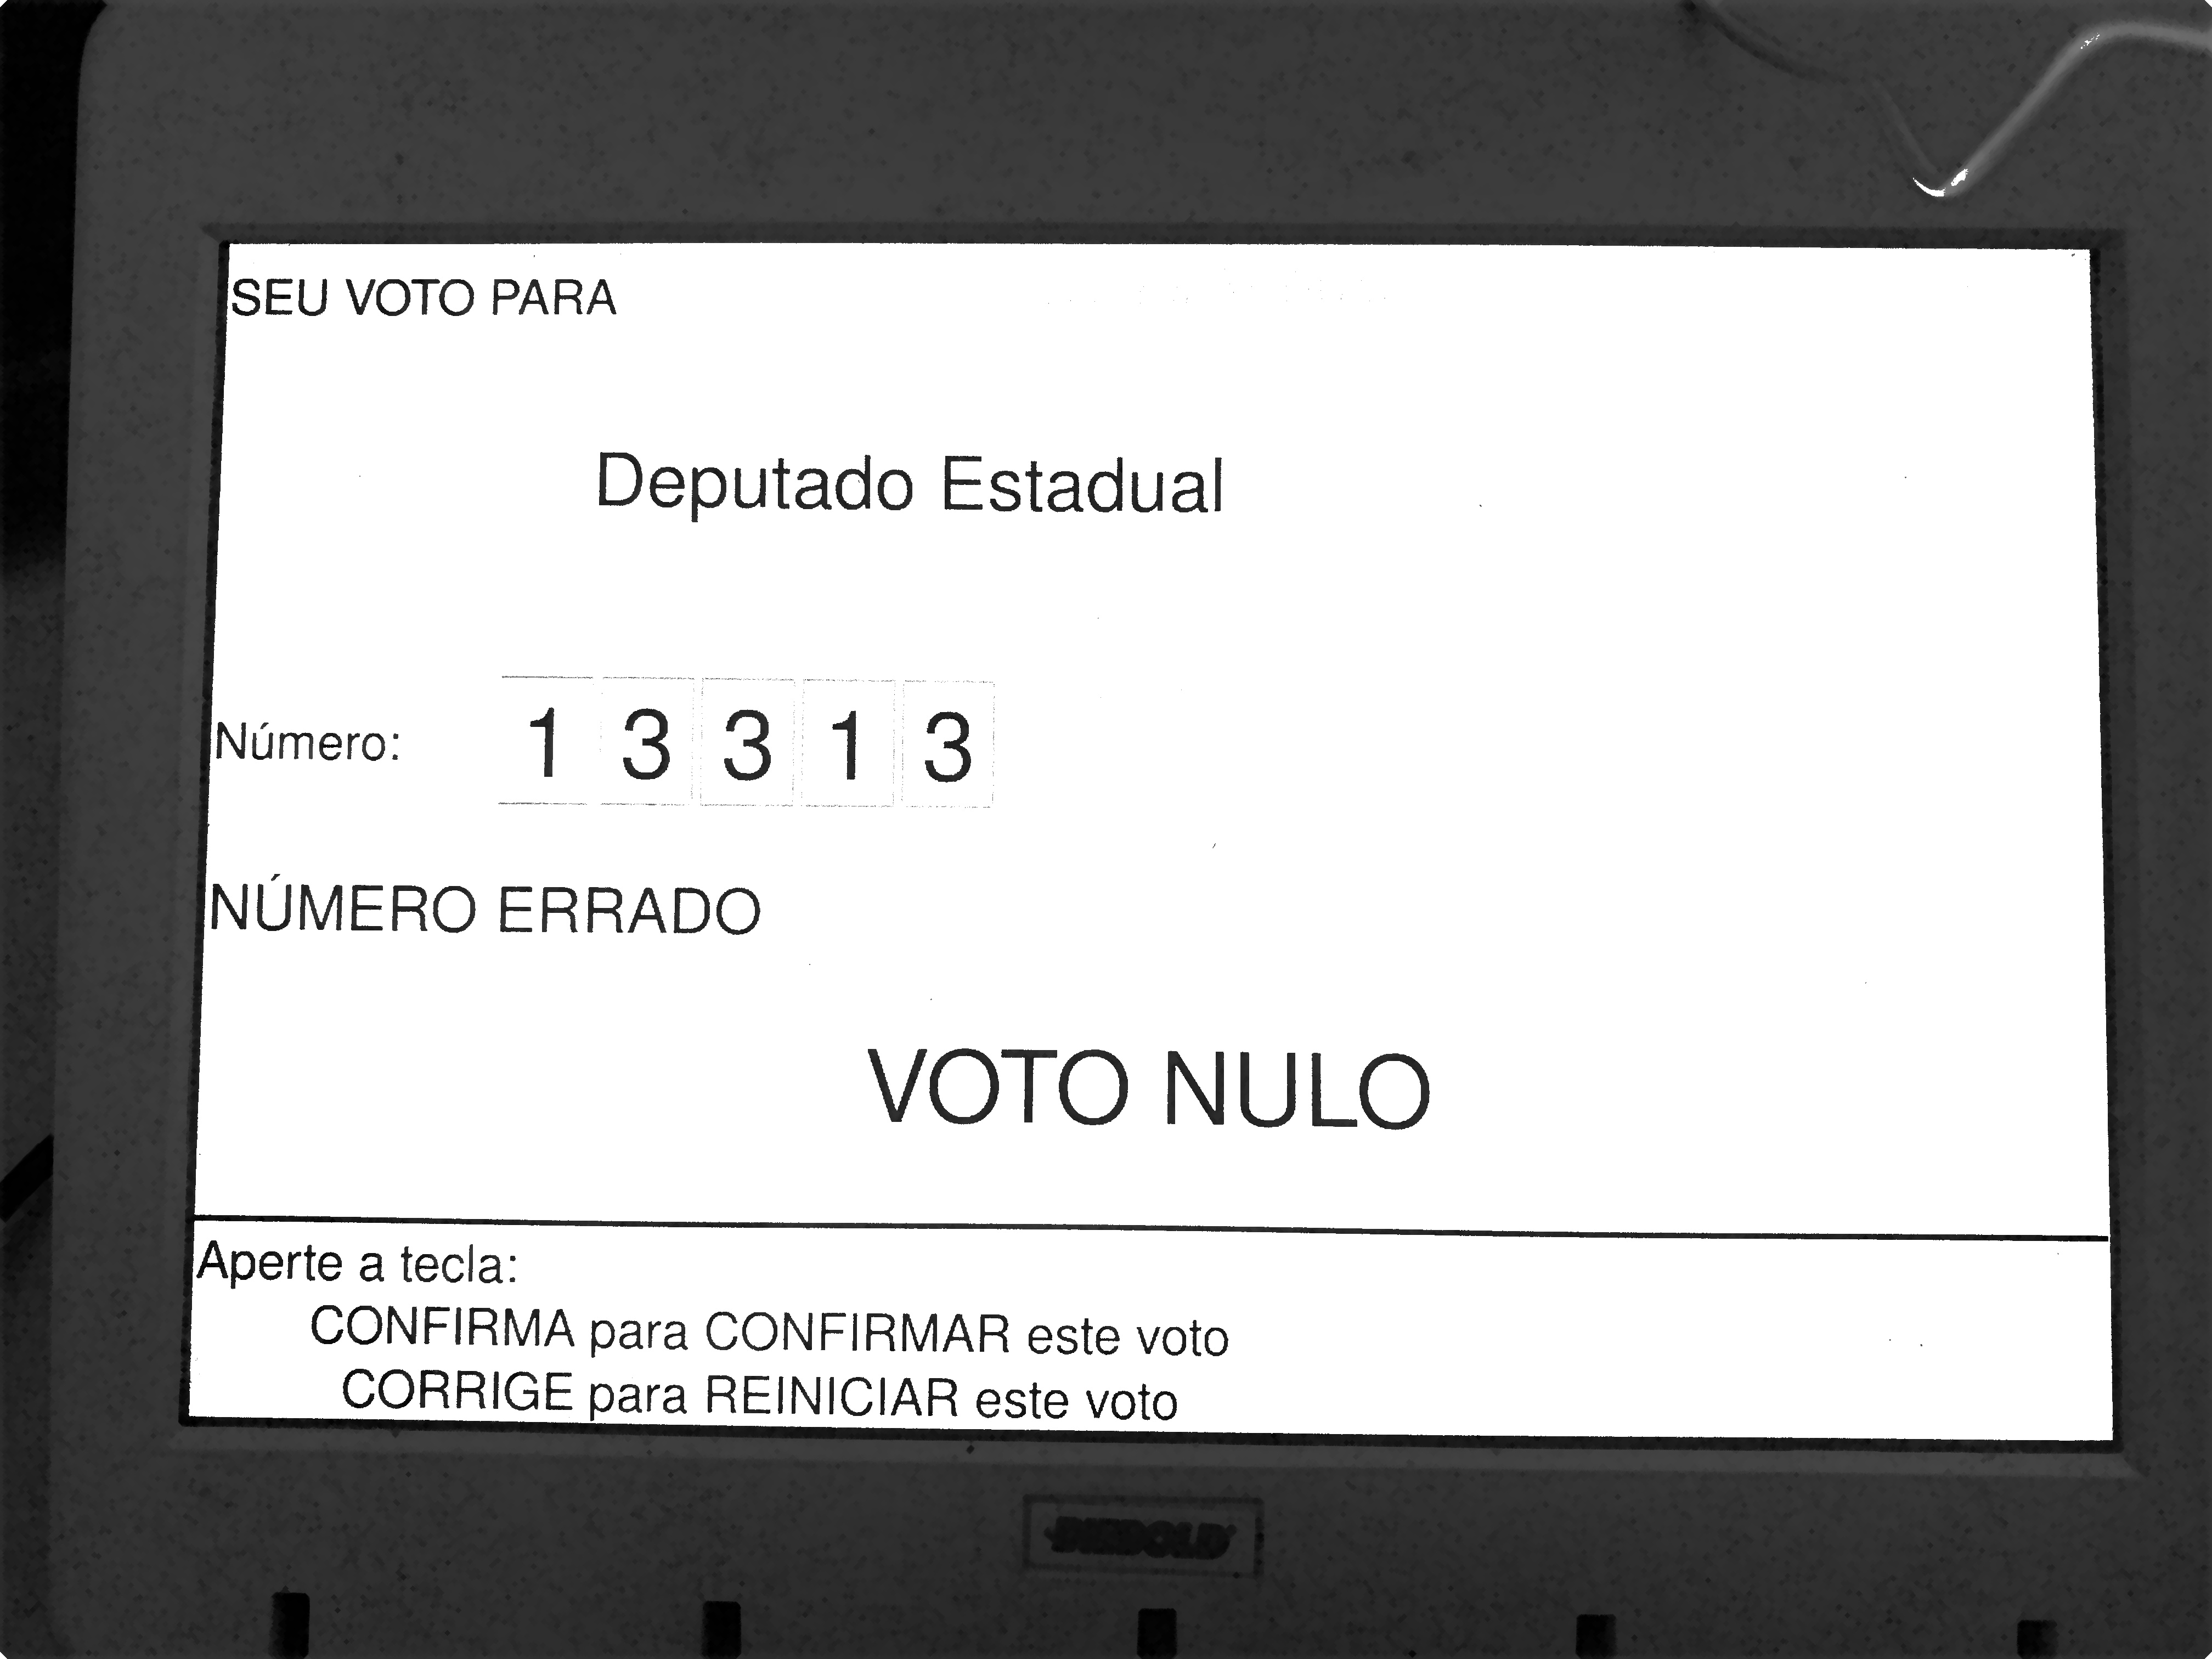 SEU VOTO PARA
Deputado Estadual
Número: 1 3 3 1 3
NÚMERO ERRADO
VOTO NULO
Aperte a tecla:
CONFIRMA para CONFIRMAR este voto
CORRIGE para REINICIAR este voto
DIEBOLD